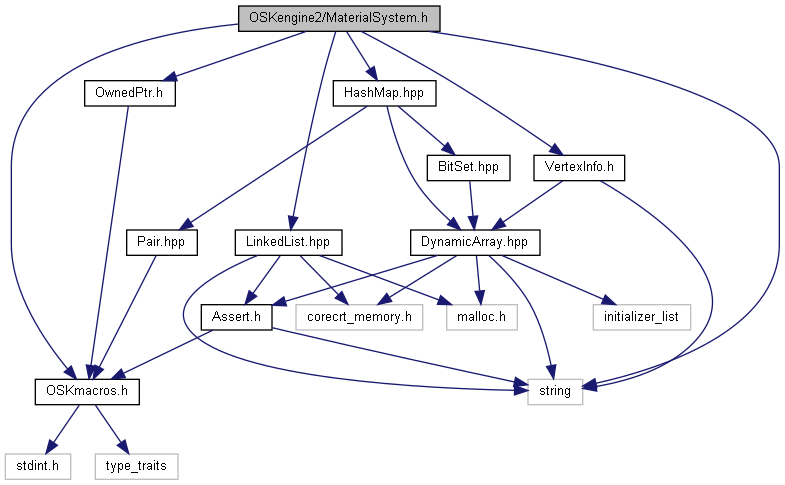 OSKengine2/MaterialSystem.h
OwnedPtr.h
HashMap.hpp
BitSet.hpp
VertexInfo.h
Pair.hpp
LinkedList.hpp
DynamicArray.hpp
Assert.h
corecrt_memory.h
malloc.h
initializer_list
OSKmacros.h
string
stdint.h
type_traits